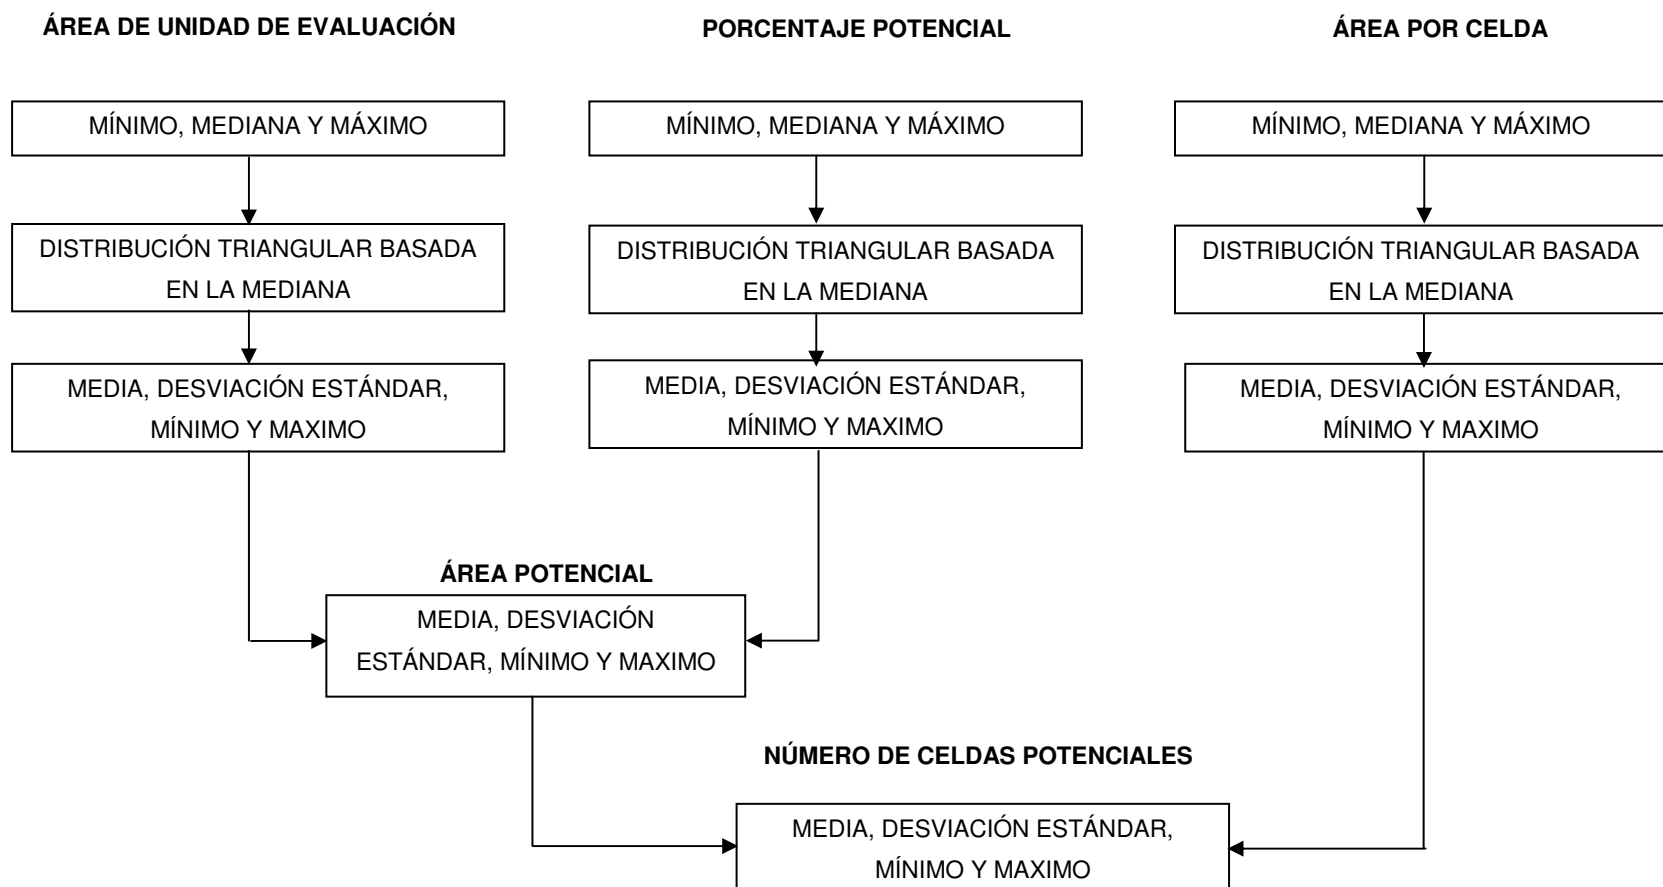 ÁREA DE UNIDAD DE EVALUACIÓN
PORCENTAJE POTENCIAL
ÁREA POR CELDA
MÍNIMO, MEDIANA Y MÁXIMO
MÍNIMO, MEDIANA Y MÁXIMO
MÍNIMO, MEDIANA Y MÁXIMO
DISTRIBUCIÓN TRIANGULAR BASADA
EN LA MEDIANA
DISTRIBUCIÓN TRIANGULAR BASADA
EN LA MEDIANA
DISTRIBUCIÓN TRIANGULAR BASADA
EN LA MEDIANA
MEDIA, DESVIACIÓN ESTÁNDAR,
MÍNIMO Y MAXIMO
MEDIA, DESVIACIÓN ESTÁNDAR,
MÍNIMO Y MAXIMO
MEDIA, DESVIACIÓN ESTÁNDAR,
MÍNIMO Y MAXIMO
ÁREA POTENCIAL
MEDIA, DESVIACIÓN
ESTÁNDAR, MÍNIMO Y MAXIMO
NÚMERO DE CELDAS POTENCIALES
MEDIA, DESVIACIÓN ESTÁNDAR,
MÍNIMO Y MAXIMO